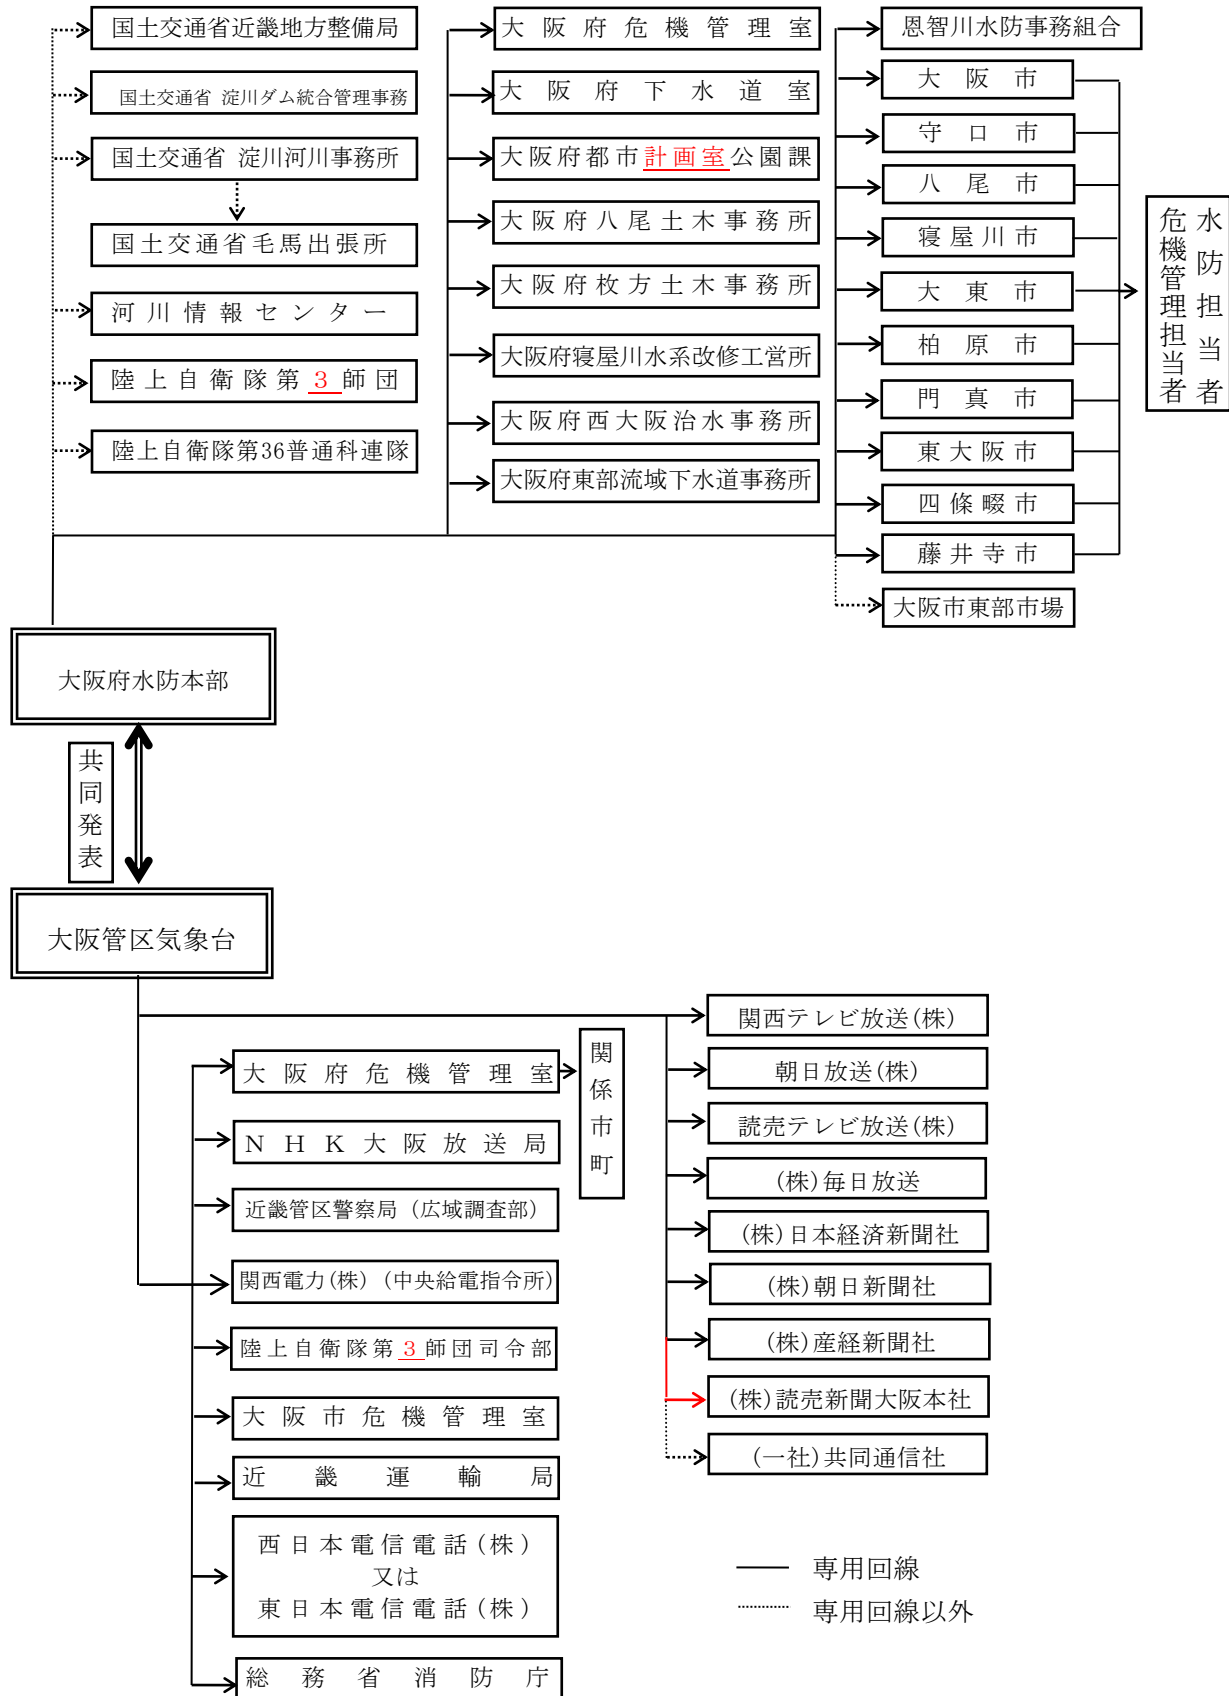 国土交通省近畿地方整備局
国土交通省 淀川ダム統合管理事務
国土交通省 淀川河川事務所
国土交通省毛馬出張所
河川情報センター
陸上自衛隊第３師団
陸上自衛隊第36普通科連隊
大阪府危機管理室
大阪府下水道室
大阪府都市計画室公園課
大阪府八尾土木事務所
大阪府枚方土木事務所
大阪府寝屋川水系改修工営所
大阪府西大阪治水事務所
大阪府東部流域下水道事務所
恩智川水防事務組合
大阪市
守口市
八尾市
寝屋川市
大東市
柏原市
門真市
東大阪市
四條畷市
藤井寺市
大阪市東部市場
水防担当者
危機管理担当者
大阪府水防本部
共同発表
大阪管区気象台
大阪府危機管理室
ＮＨＫ大阪放送局
近畿管区警察局（広域調査部）
関西電力(株)（中央給電指令所）
陸上自衛隊第３師団司令部
大阪市危機管理室
近畿運輸局
西日本電信電話(株)
又は
東日本電信電話(株)
総務省消防庁
関係市町
関西テレビ放送(株)
朝日放送(株)
読売テレビ放送(株)
(株)毎日放送
(株)日本経済新聞社
(株)朝日新聞社
(株)産経新聞社
(株)読売新聞大阪本社
(一社)共同通信社
専用回線
専用回線以外